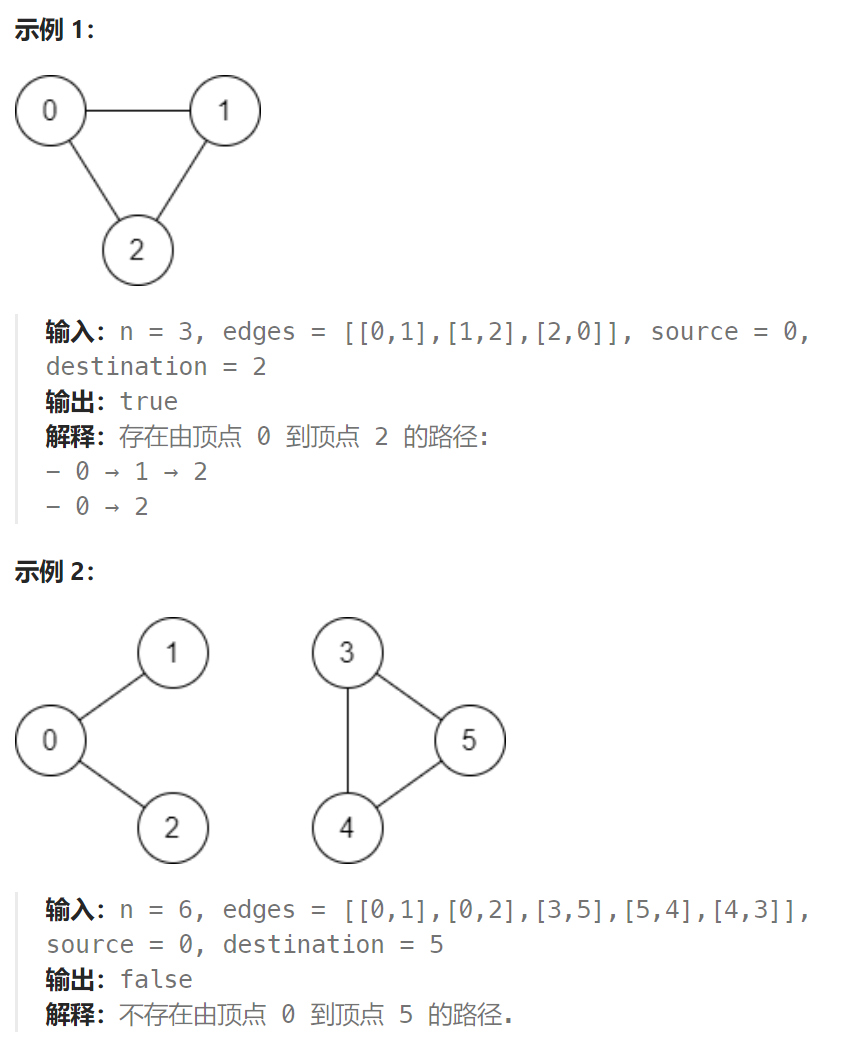 示例 1：
0
1
2
输入：n = 3, edges = [[0,1],[1,2],[2,0]], source = 0,
destination = 2
输出：true
解释：存在由顶点 0 到顶点 2 的路径:
- 0 → 1 → 2
- 0 → 2
示例 2：
1
3
0
5
2
4
输入：n = 6, edges = [[0,1],[0,2],[3,5],[5,4],[4,3]],
source = 0, destination = 5
输出：false
解释：不存在由顶点 0 到顶点 5 的路径.